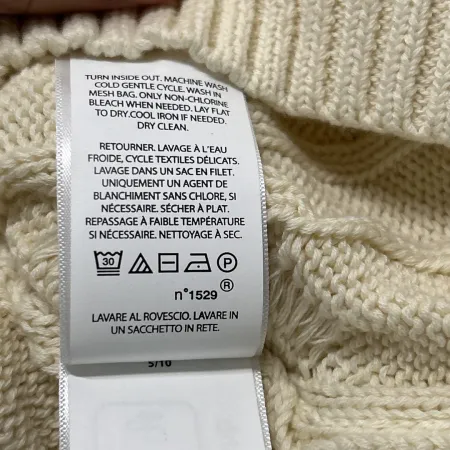 TURN INSIDE OUT. MACHINE WASH
COLD GENTLE CYCLE. WASH IN
MESH BAG. ONLY NON-CHLORINE
BLEACH WHEN NEEDED. LAY FLAT
TO DRY.COOL IRON IF NEEDED.
DRY CLEAN.
RETOURNER. LAVAGE À L'EAU
FROIDE, CYCLE TEXTILES DÉLICATS.
LAVAGE DANS UN SAC EN FILET.
UNIQUEMENT UN AGENT DE
BLANCHIMENT SANS CHLORE, SI
NÉCESSAIRE. SÉCHER À PLAT.
REPASSAGE À FAIBLE TEMPÉRATURE
SI NÉCESSAIRE. NETTOYAGE À SEC.
30 P
n°1529 ®
LAVARE AL ROVESCIO. LAVARE IN
UN SACCHETTO IN RETE.
5/10